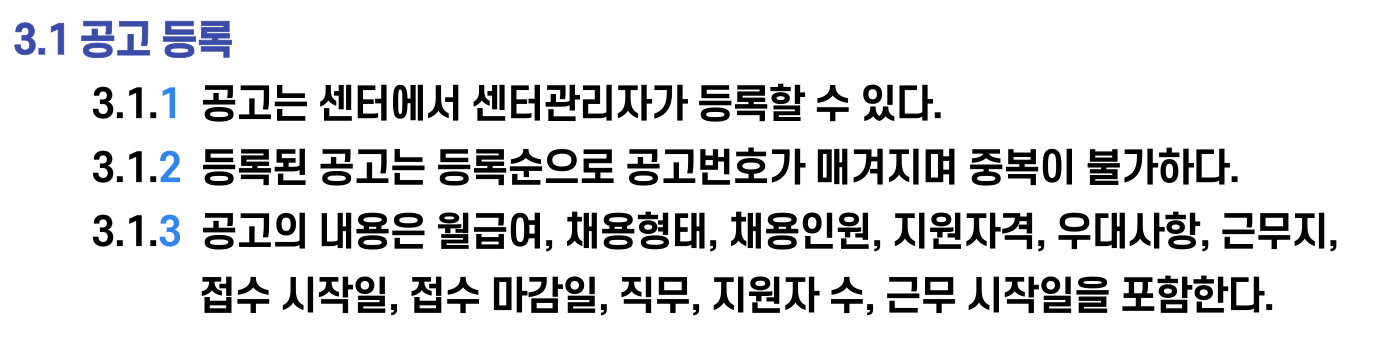 3.1 공고 등록
3.1.1 공고는 센터에서 센터관리자가 등록할 수 있다.
3.1.2 등록된 공고는 등록순으로 공고번호가 매겨지며 중복이 불가하다.
3.1.3 공고의 내용은 월급여, 채용형태, 채용인원, 지원자격, 우대사항, 근무지,
접수 시작일, 접수 마감일, 직무, 지원자 수, 근무 시작일을 포함한다.